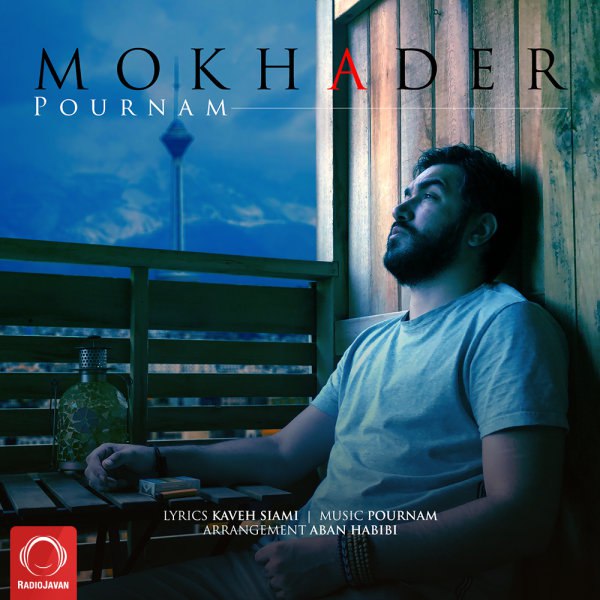 MOKHADER
POURNAM
LYRICS KAVEH SIAMI | MUSIC POURNAM
ARRANGEMENT ABAN HABIBI
RADIOJAVAN